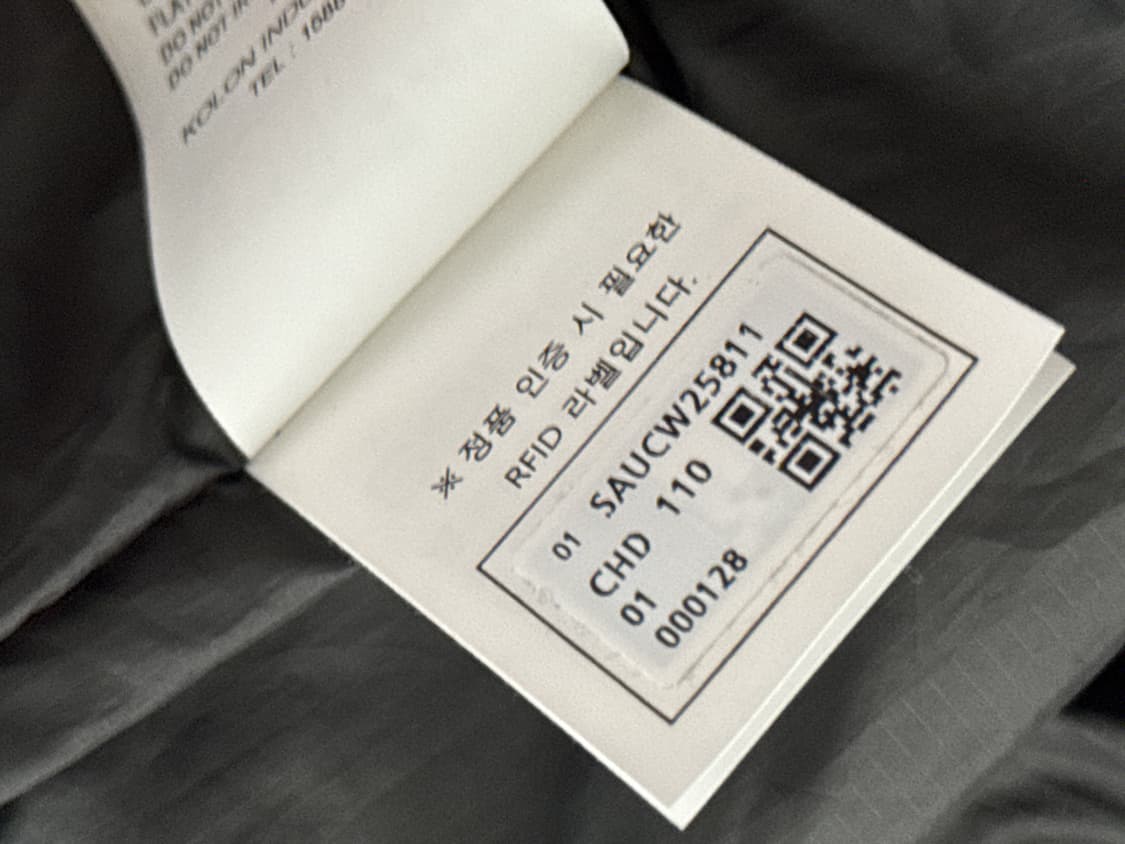 DO NOT
DO NOT
KOLON INDU
TEL : 1588
※ 정품 인증 시 필요한
RFID 라벨입니다.
01 SAUCW25811
CHD 110
01
000128